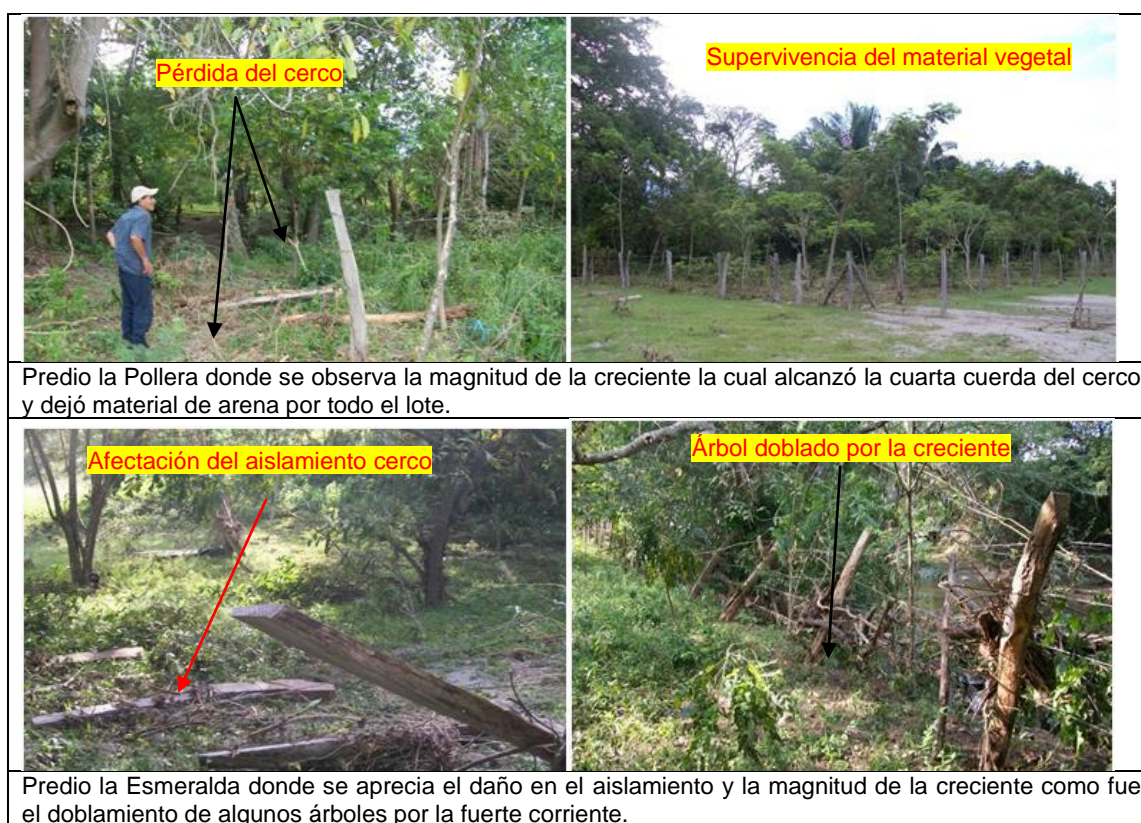 Pérdida del cerco
Supervivencia del material vegetal
Predio la Pollera donde se observa la magnitud de la creciente la cual alcanzó la cuarta cuerda del cerco
y dejó material de arena por todo el lote.
Afectación del aislamiento cerco
Árbol doblado por la creciente
Predio la Esmeralda donde se aprecia el daño en el aislamiento y la magnitud de la creciente como fue
el doblamiento de algunos árboles por la fuerte corriente.